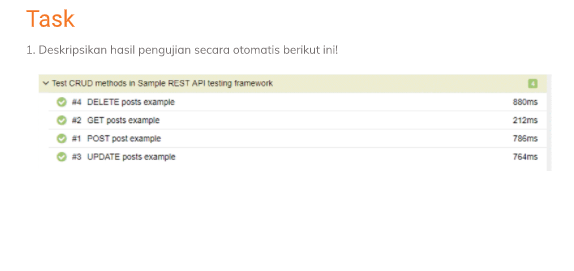 Task
1. Deskripsikan hasil pengujian secara otomatis berikut ini!
Test CRUD methods in Sample REST API testing framework 4
#4 DELETE posts example 880ms
#2 GET posts example 212ms
#1 POST post example 786ms
#3 UPDATE posts example 764ms